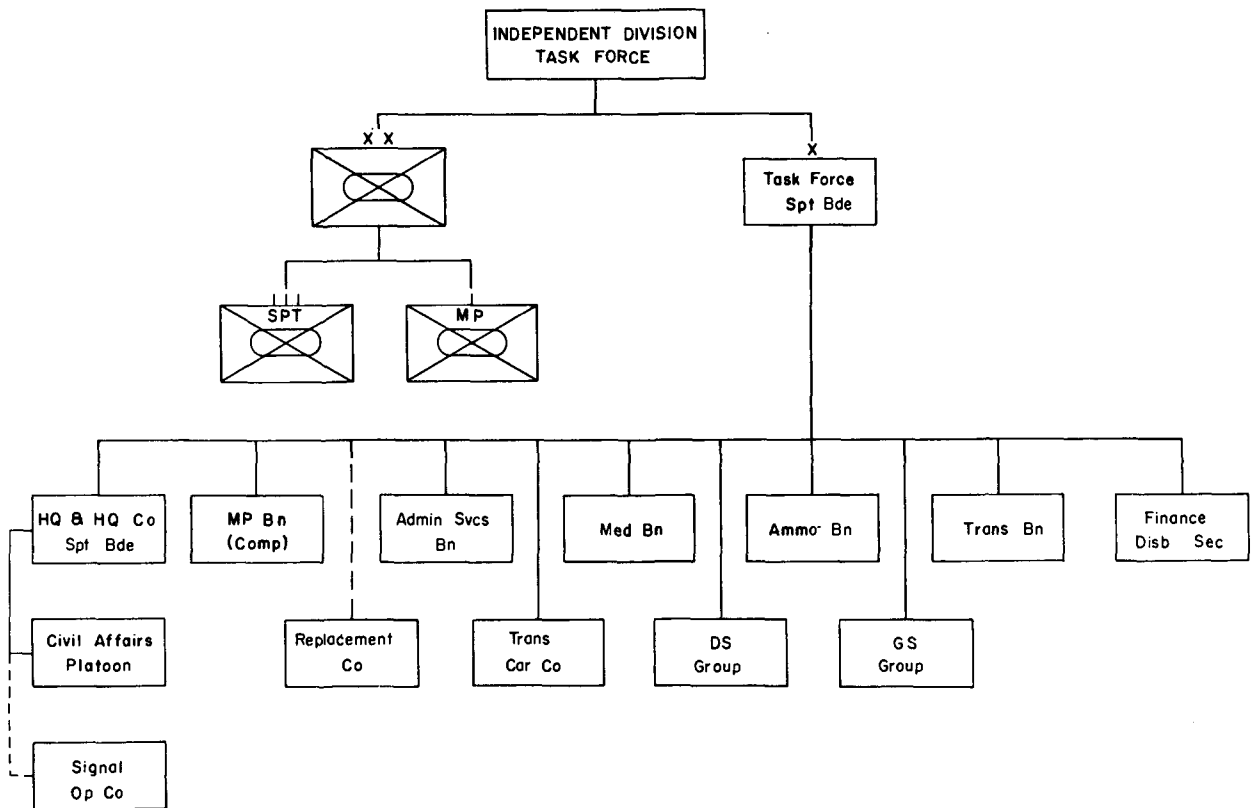 INDEPENDENT DIVISION
TASK FORCE
X X
X
Task Force
Spt Bde
SPT
MP
HQ & HQ Co
Spt Bde
MP Bn
(Comp)
Admin Svcs
Bn
Med Bn
Ammo Bn
Trans Bn
Finance
Disb Sec
Civil Affairs
Platoon
Replacement
Co
Trans
Car Co
DS
Group
GS
Group
Signal
Op Co